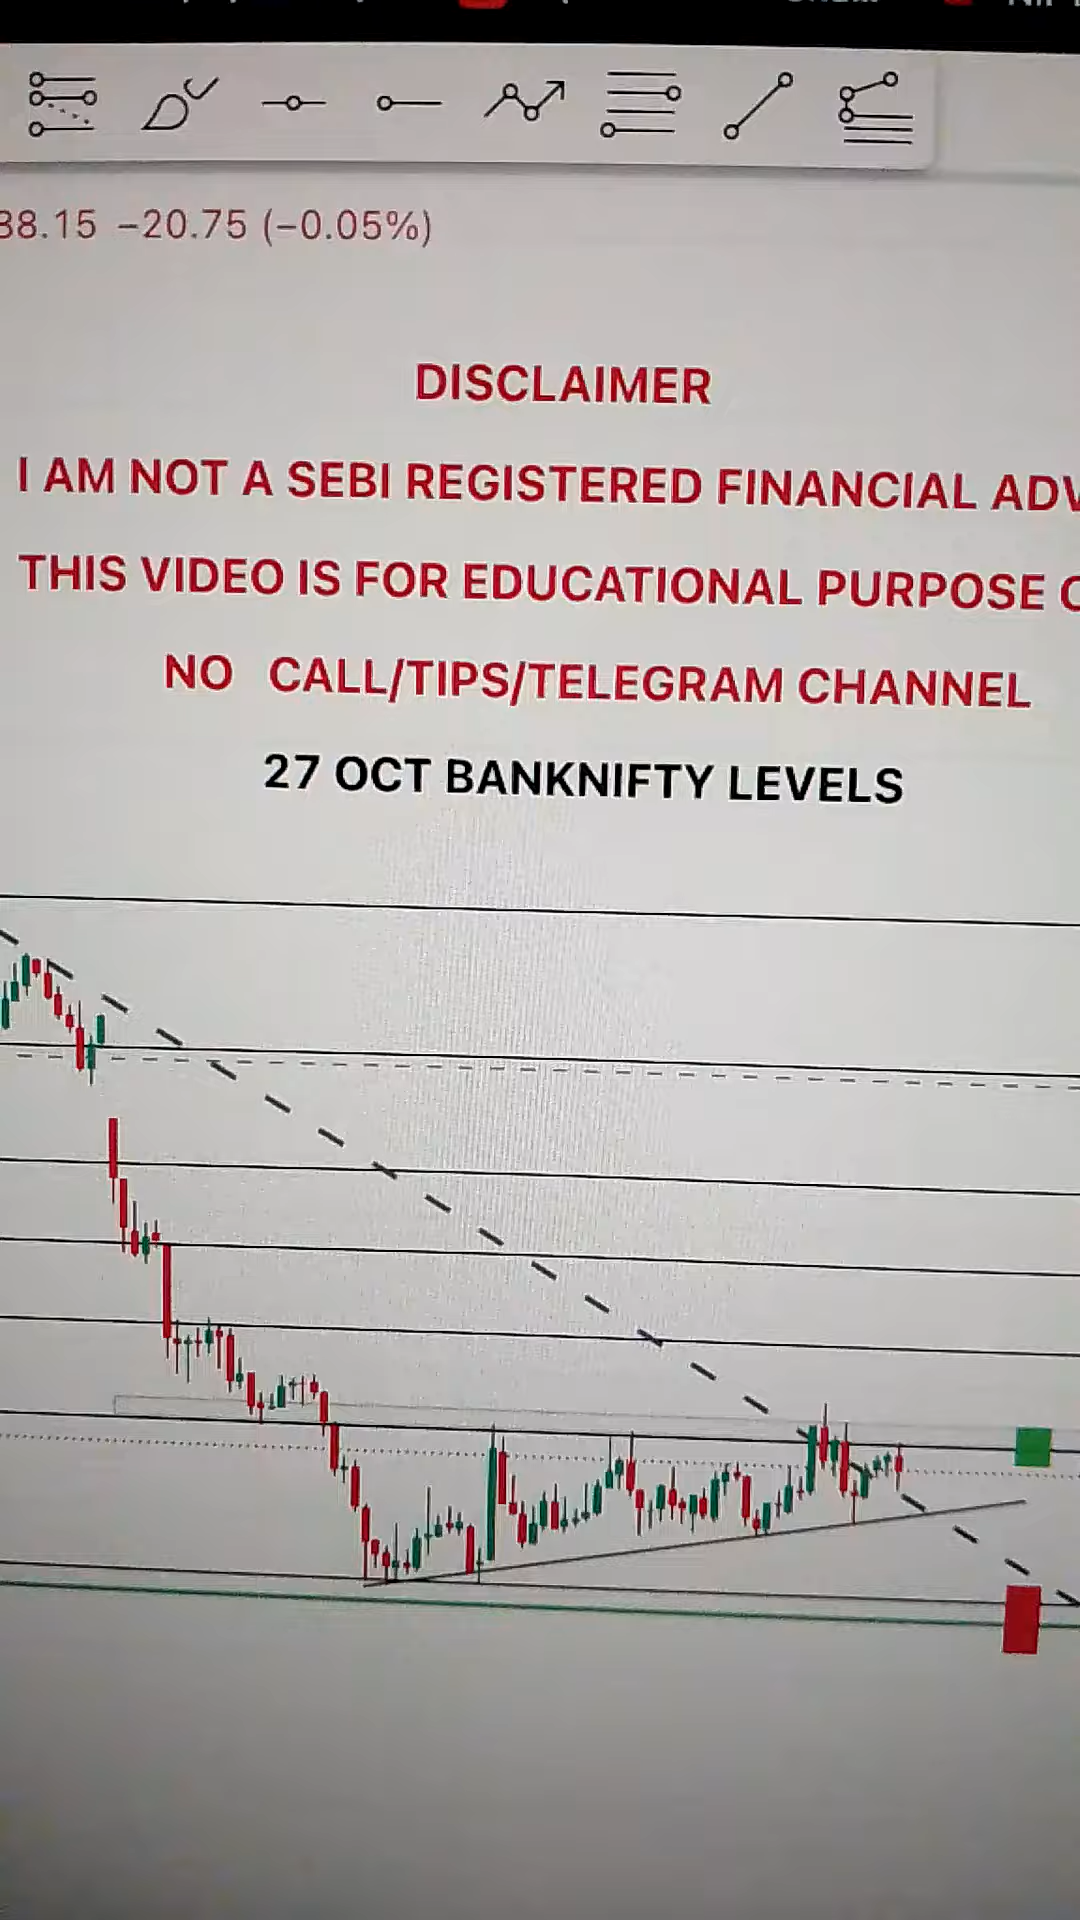 38.15 −20.75 (−0.05%)
DISCLAIMER
I AM NOT A SEBI REGISTERED FINANCIAL
THIS VIDEO IS FOR EDUCATIONAL PURPOSE
NO CALL/TIPS/TELEGRAM CHANNEL
27 OCT BANKNIFTY LEVELS